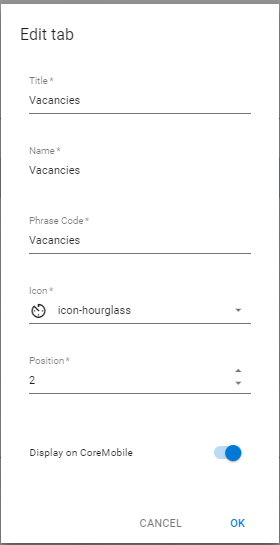 Edit tab
Title *
Vacancies
Name *
Vacancies
Phrase Code *
Vacancies
Icon *
icon-hourglass
Position *
2
Display on CoreMobile
CANCEL OK